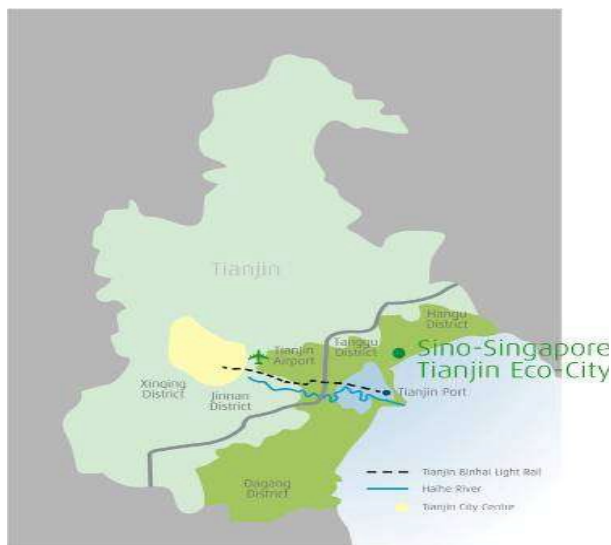 Tianjin
Hangu
District
Tianjin
Airport
Tanggu
District
Sino-Singapore
Tianjin Eco-City
Xinqing
District
Jinnan
District
Tianjin Port
Dagang
District
Tianjin Binhai Light Rail
Haihe River
Tianjin City Centre